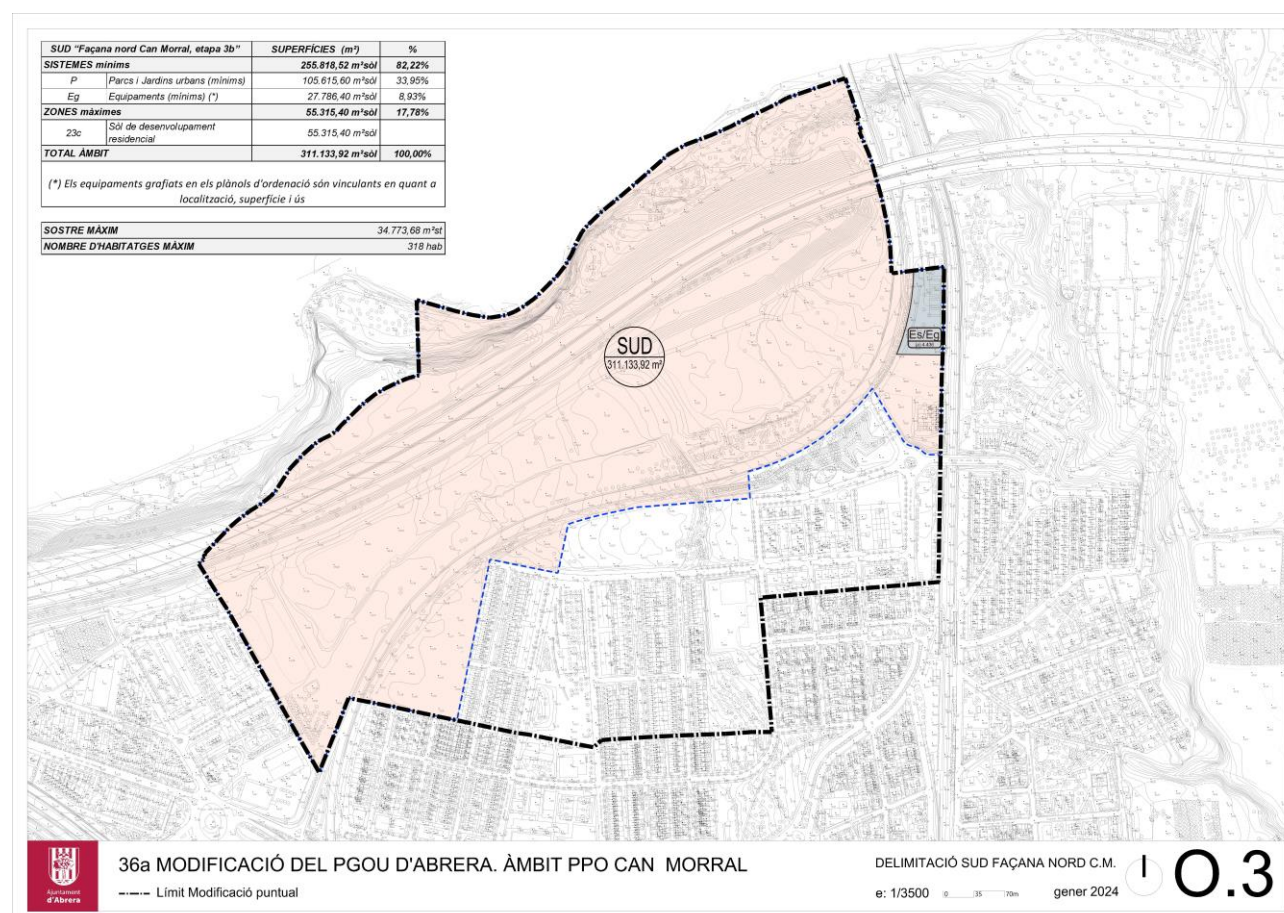 SUD “Façana nord Can Morral, etapa 3b” SUPERFÍCIES (m²) %
SISTEMES mínims 255.818,52 m²sòl 82,22%
P Parcs i Jardins urbans (mínims) 105.615,60 m²sòl 33,95%
Eg Equipaments (mínims) (*) 27.786,40 m²sòl 8,93%
ZONES màximes 55.315,40 m²sòl 17,78%
23c Sòl de desenvolupament
residencial 55.315,40 m²sòl
TOTAL ÀMBIT 311.133,92 m²sòl 100,00%
(*) Els equipaments grafiats en els plànols d'ordenació són vinculants en quant a
localització, superfície i ús
SOSTRE MÀXIM 34.773,68 m²st
NOMBRE D'HABITATGES MÀXIM 318 hab
SUD
311.133,92 m²
Es/Eg
36a MODIFICACIÓ DEL PGOU D'ABRERA. ÀMBIT PPO CAN MORRAL
Límit Modificació puntual
Ajuntament
d'Abrera
DELIMITACIÓ SUD FAÇANA NORD C.M.
e: 1/3500 0 35 70m gener 2024
O.3